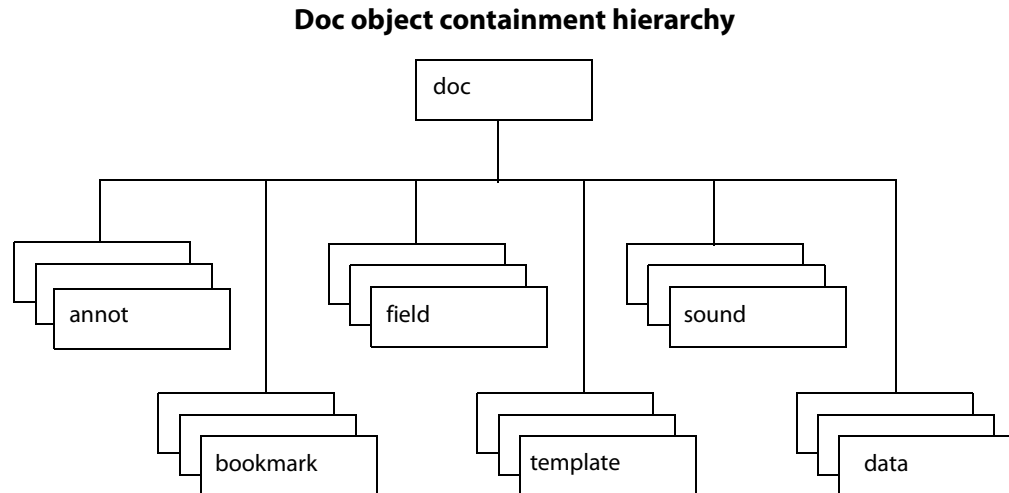 Doc object containment hierarchy
doc
annot
field
sound
bookmark
template
data